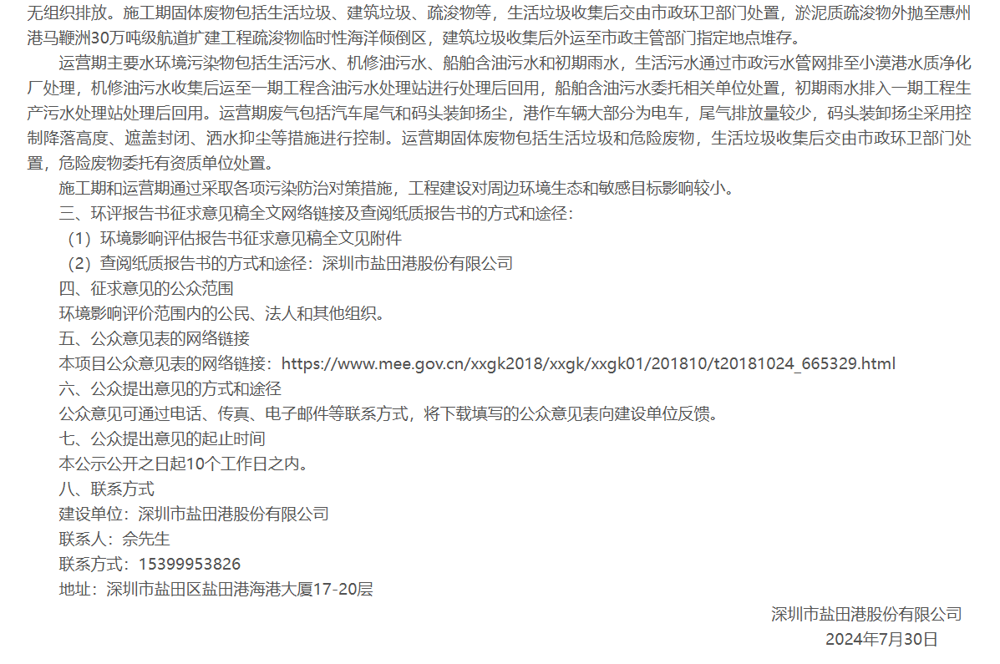 无组织排放。施工期固体废物包括生活垃圾、建筑垃圾、疏浚物等，生活垃圾收集后交由市政环卫部门处置，淤泥质疏浚物外抛至惠州
港马鞭洲30万吨级航道扩建工程疏浚物临时性海洋倾倒区，建筑垃圾收集后外运至市政主管部门指定地点堆存。
运营期主要水环境污染物包括生活污水、机修油污水、船舶含油污水和初期雨水，生活污水通过市政污水管网排至小漠港水质净化
厂处理，机修油污水收集后运至一期工程含油污水处理站进行处理后回用，船舶含油污水委托相关单位处置，初期雨水排入一期工程生
产污水处理站处理后回用。运营期废气包括汽车尾气和码头装卸扬尘，港作车辆大部分为电车，尾气排放量较少，码头装卸扬尘采用控
制降落高度、遮盖封闭、洒水抑尘等措施进行控制。运营期固体废物包括生活垃圾和危险废物，生活垃圾收集后交由市政环卫部门处
置，危险废物委托有资质单位处置。
施工期和运营期通过采取各项污染防治对策措施，工程建设对周边环境生态和敏感目标影响较小。
三、环评报告书征求意见稿全文网络链接及查阅纸质报告书的方式和途径：
（1）环境影响评估报告书征求意见稿全文见附件
（2）查阅纸质报告书的方式和途径：深圳市盐田港股份有限公司
四、征求意见的公众范围
环境影响评价范围内的公民、法人和其他组织。
五、公众意见表的网络链接
本项目公众意见表的网络链接：https://www.mee.gov.cn/xxgk2018/xxgk/xxgk01/201810/t20181024_665329.html
六、公众提出意见的方式和途径
公众意见可通过电话、传真、电子邮件等联系方式，将下载填写的公众意见表向建设单位反馈。
七、公众提出意见的起止时间
本公示公开之日起10个工作日之内。
八、联系方式
建设单位：深圳市盐田港股份有限公司
联系人：佘先生
联系方式：15399953826
地址：深圳市盐田区盐田港海港大厦17-20层
深圳市盐田港股份有限公司
2024年7月30日